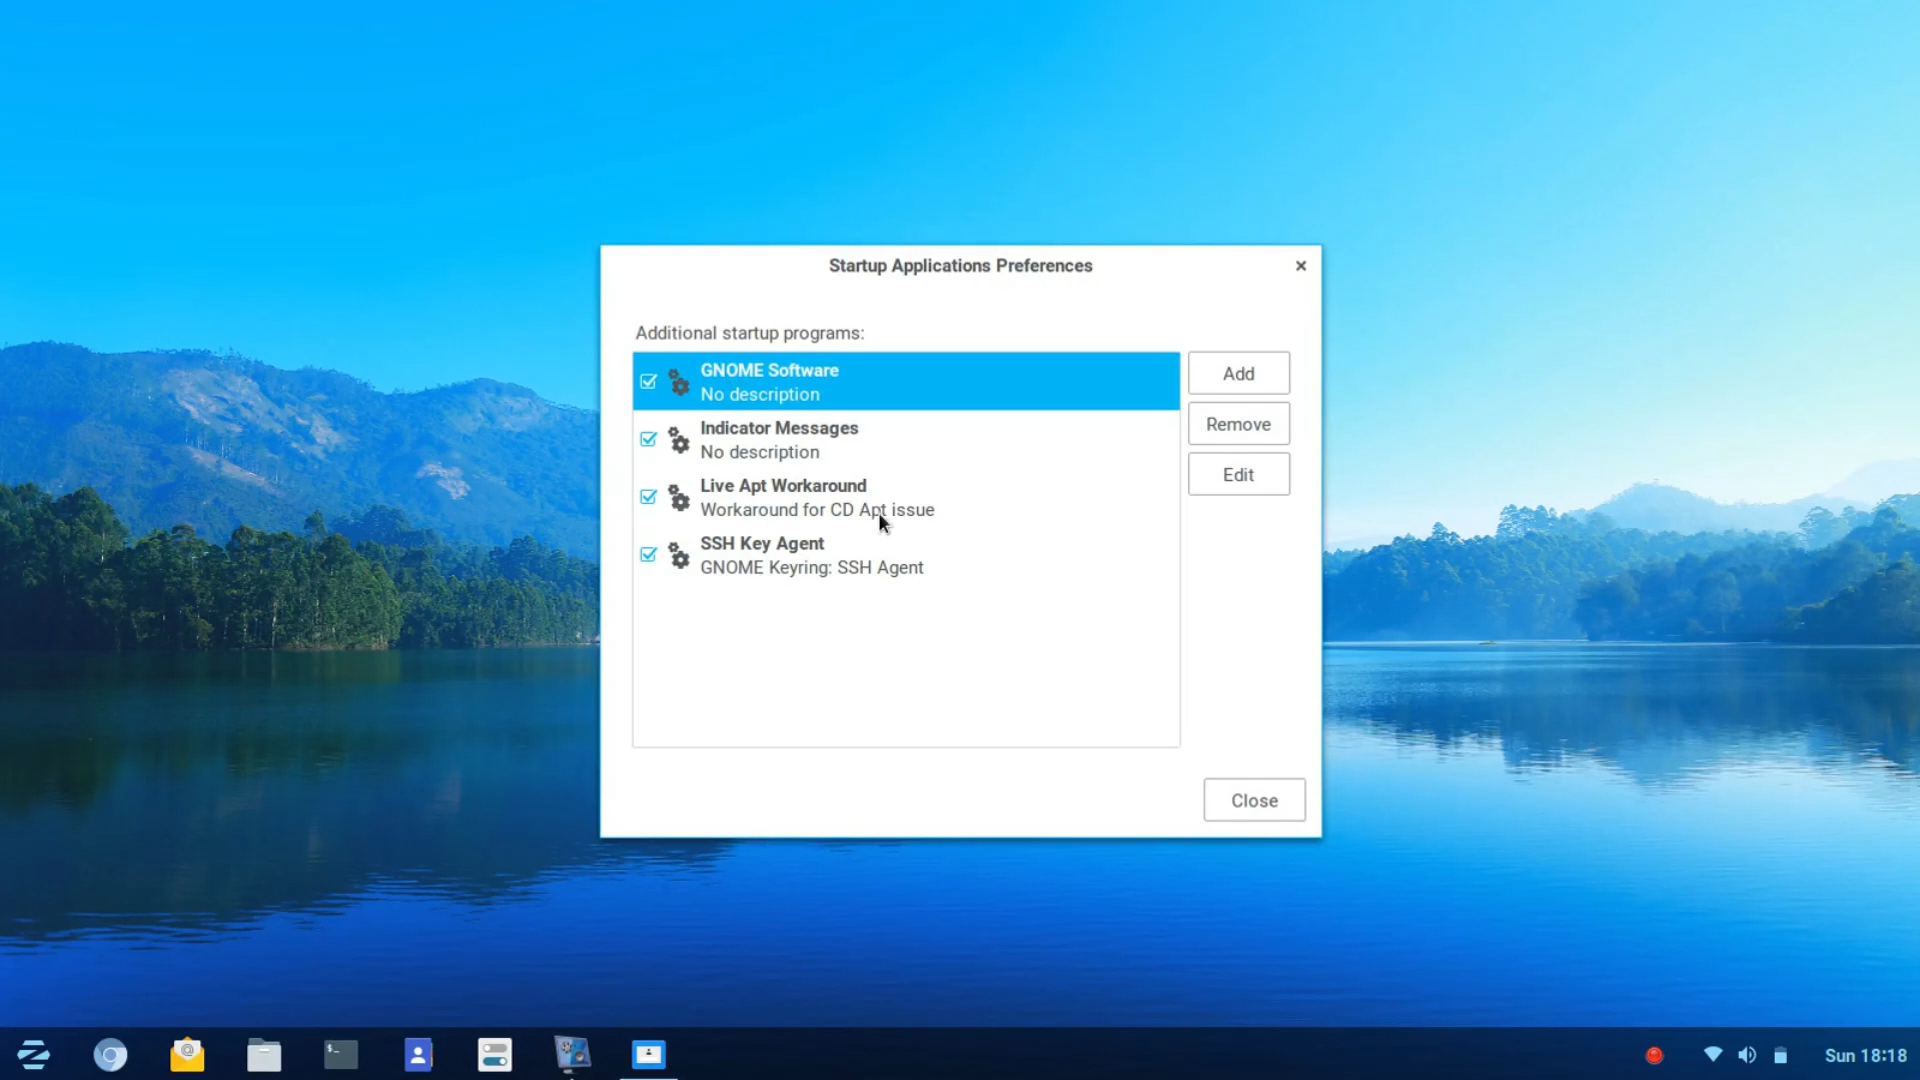 Startup Applications Preferences
Additional startup programs:
GNOME Software
No description
Indicator Messages
No description
Live Apt Workaround
Workaround for CD Apt issue
SSH Key Agent
GNOME Keyring: SSH Agent
Add
Remove
Edit
Close
Sun 18:18